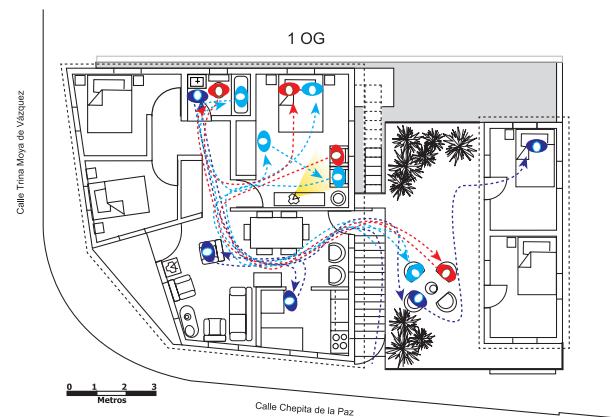 1 OG
Calle Trina Moya de Vázquez
0 1 2 3
Metros
Calle Chepita de la Paz